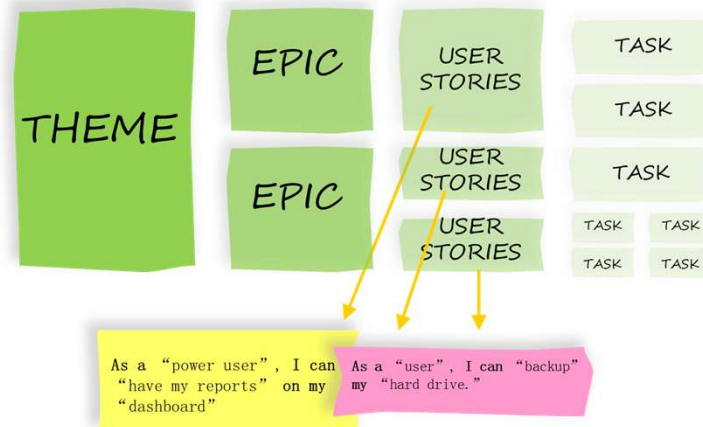 THEME
EPIC
EPIC
USER
STORIES
USER
STORIES
USER
STORIES
TASK
TASK
TASK
TASK TASK
TASK TASK
As a “power user”, I can
“have my reports” on my
“dashboard”
As a “user”, I can “backup”
my “hard drive.”